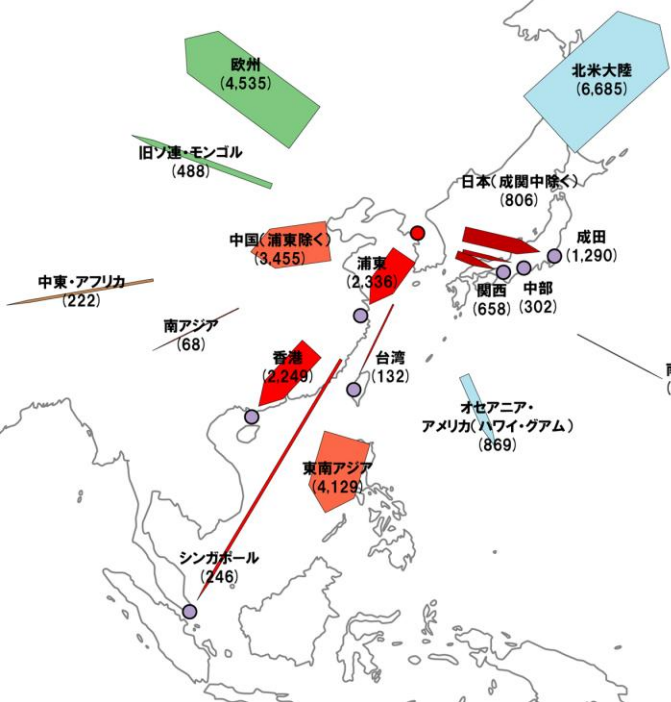 欧州
(4,535)
北米大陸
(6,685)
旧ソ連・モンゴル
(488)
日本(成関中除く)
(806)
中国(浦東除く)
(3,455)
成田
(1,290)
浦東
(2,336)
中東・アフリカ
(222)
関西
(658)
中部
(302)
南アジア
(68)
香港
(2,249)
台湾
(132)
オセアニア・
アメリカ(ハワイ・グアム)
(869)
東南アジア
(4,129)
シンガポール
(246)